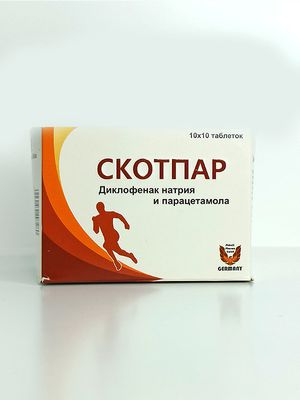 10x10 таблеток
СКОТПАР
Диклофенак натрия
и парацетамола
GERMANY